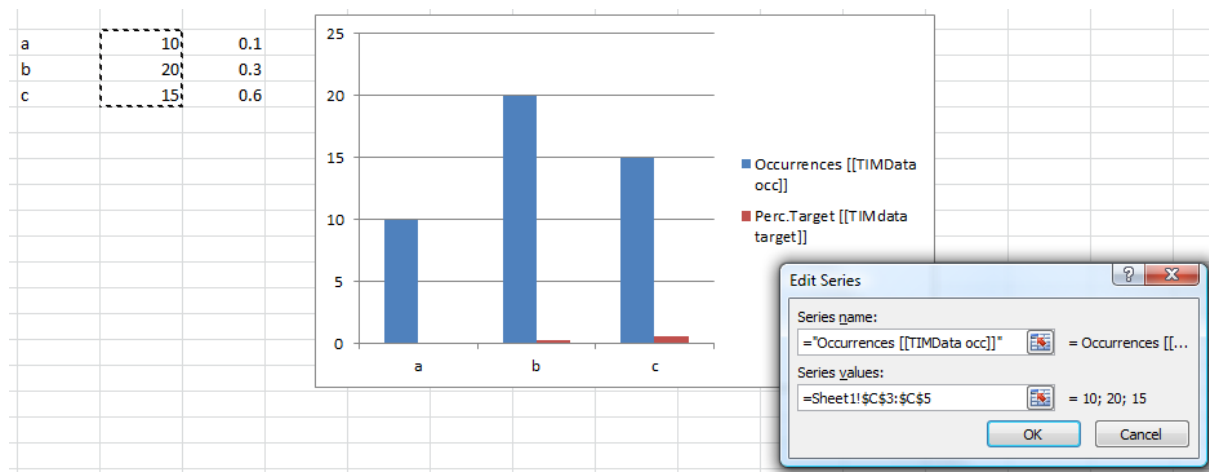 a 10 0.1
b 20 0.3
c 15 0.6
25
20
15
10
5
0
a b c
Occurrences [[TIMData
occ]]
Perc.Target [[TIMdata
target]]
Edit Series
Series name:
="Occurrences [[TIMData occ]]" = Occurrences [[...
Series values:
=Sheet1!$C$3:$C$5 = 10; 20; 15
OK Cancel